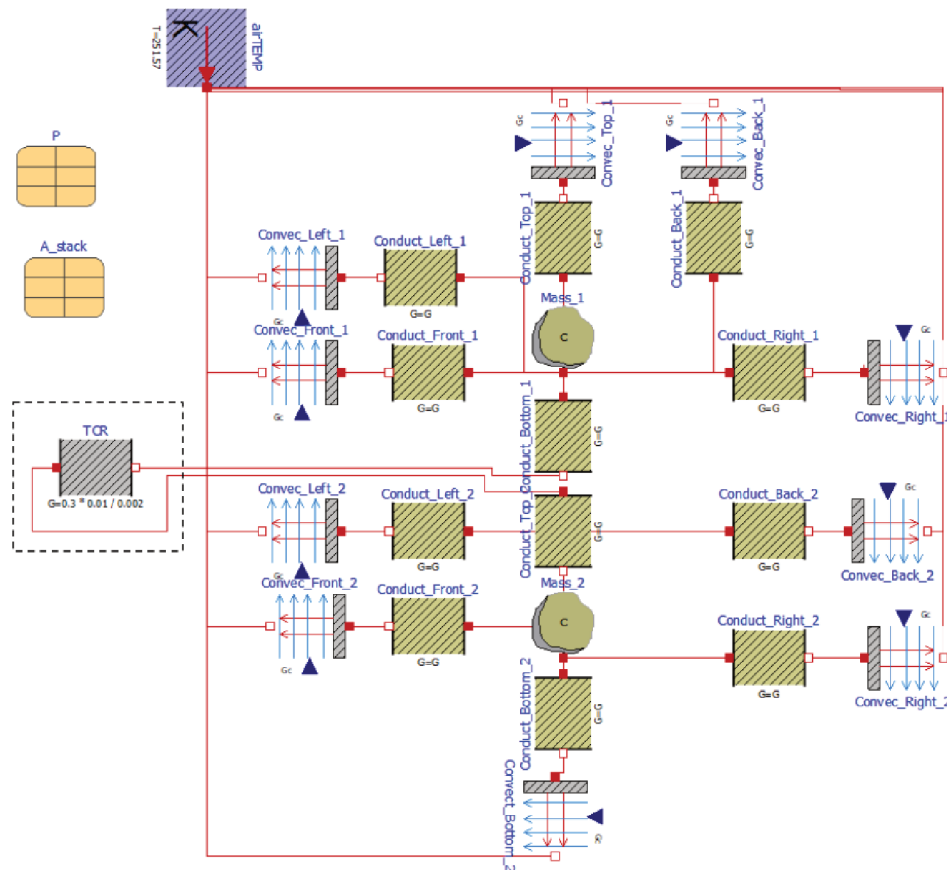 K
airTEMP
T=251.57
P
A_stack
Gc
Convec_Top_1
Gc
Convec_Back_1
Conduct_Top_1
G=G
Conduct_Back_1
G=G
Convec_Left_1
Gc
Conduct_Left_1
G=G
Mass_1
C
Convec_Front_1
Gc
Conduct_Front_1
G=G
Conduct_Right_1
G=G
Gc
Convec_Right_1
Conduct_Bottom_1
G=G
TCR
G=0.3 * 0.01 / 0.002
Convec_Left_2
Gc
Conduct_Left_2
G=G
Conduct_Top_2
G=G
Conduct_Back_2
G=G
Gc
Convec_Back_2
Convec_Front_2
Gc
Conduct_Front_2
G=G
Mass_2
C
Conduct_Right_2
G=G
Gc
Convec_Right_2
Conduct_Bottom_2
G=G
Convect_Bottom_2
Gc